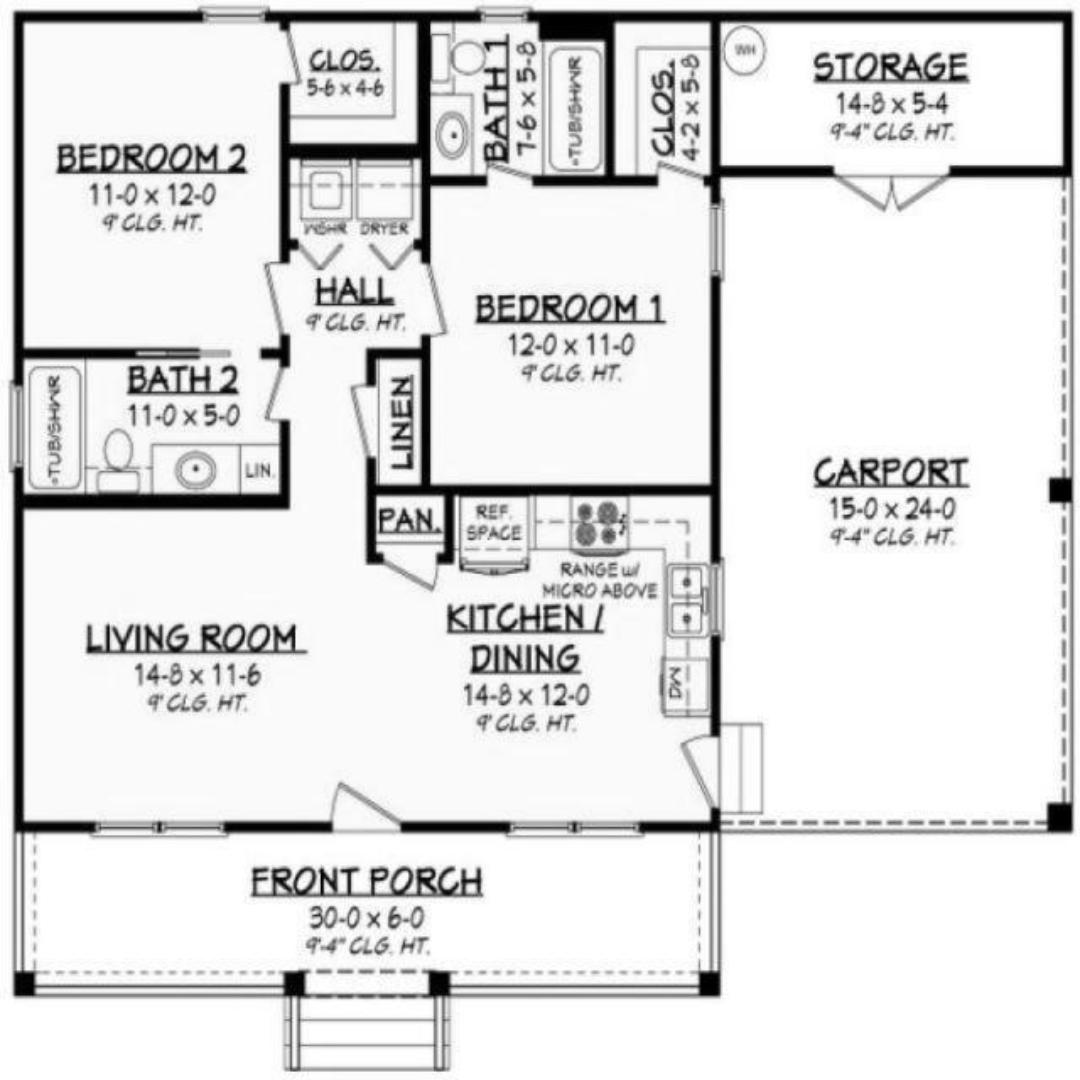 CLOS.
5-6 x 4-6
BATH 1
7-6 x 5-8
TUB/SHWR
CLOS.
4-2 x 5-8
WH
STORAGE
14-8 x 5-4
9'-4" CLG. HT.
BEDROOM 2
11-0 x 12-0
9' CLG. HT.
WSHR
DRYER
HALL
9' CLG. HT.
BEDROOM 1
12-0 x 11-0
9' CLG. HT.
BATH 2
11-0 x 5-0
TUB/SHWR
LIN.
LINEN
CARPORT
15-0 x 24-0
9'-4" CLG. HT.
PAN.
REF.
SPACE
RANGE w/
MICRO ABOVE
LIVING ROOM
14-8 x 11-6
9' CLG. HT.
KITCHEN /
DINING
14-8 x 12-0
9' CLG. HT.
FRONT PORCH
30-0 x 6-0
9'-4" CLG. HT.